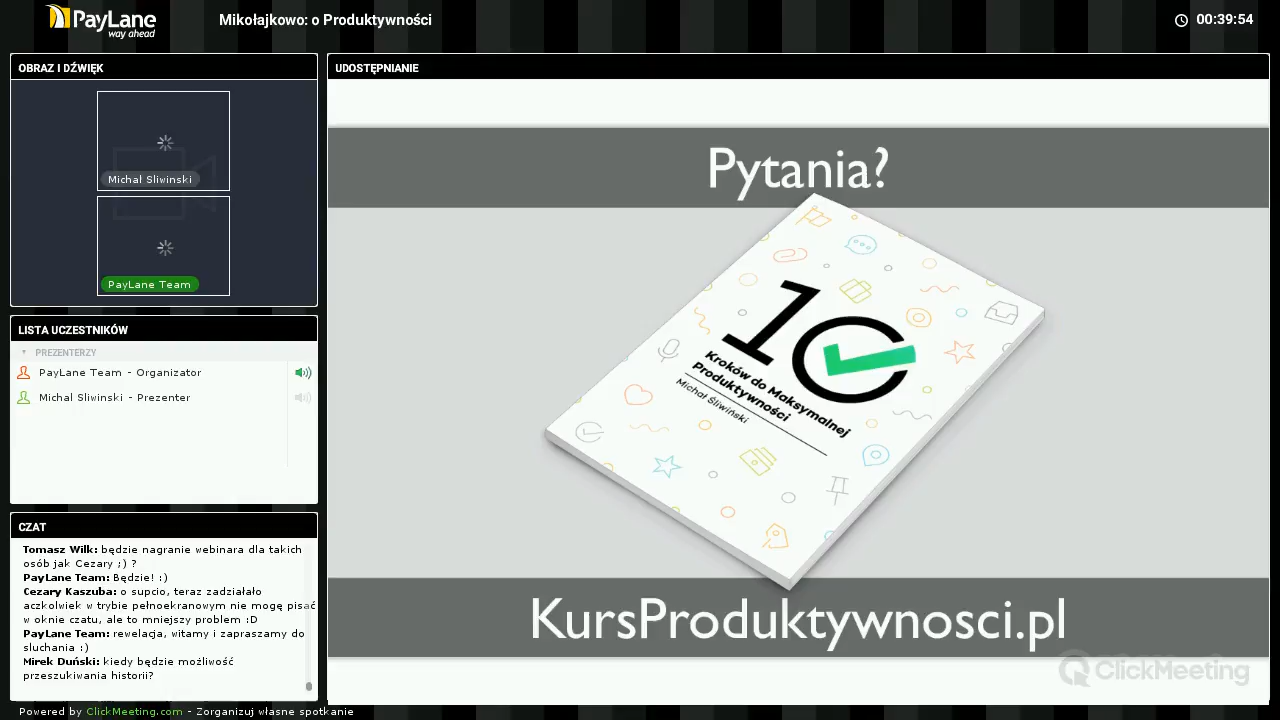 PayLane
way ahead
Mikołajkowo: o Produktywności
00:39:54
OBRAZ I DŹWIĘK
Michal Sliwinski
PayLane Team
LISTA UCZESTNIKÓW
PREZENTERZY
PayLane Team - Organizator
Michal Sliwinski - Prezenter
CZAT
Tomasz Wilk: będzie nagranie webinara dla takich
osób jak Cezary ;) ?
PayLane Team: Będzie! :)
Cezary Kaszuba: o supcio, teraz zadziałało
aczkolwiek w trybie pełnoekranowym nie mogę pisać
w oknie czatu, ale to mniejszy problem :D
PayLane Team: rewelacja, witamy i zapraszamy do
sluchania :)
Mirek Duński: kiedy będzie możliwość
przeszukiwania historii?
Powered by ClickMeeting.com - Zorganizuj własne spotkanie
UDOSTĘPNIANIE
Pytania?
10
Kroków do Maksymalnej
Produktywności
Michał Śliwiński
KursProduktywnosci.pl
ClickMeeting